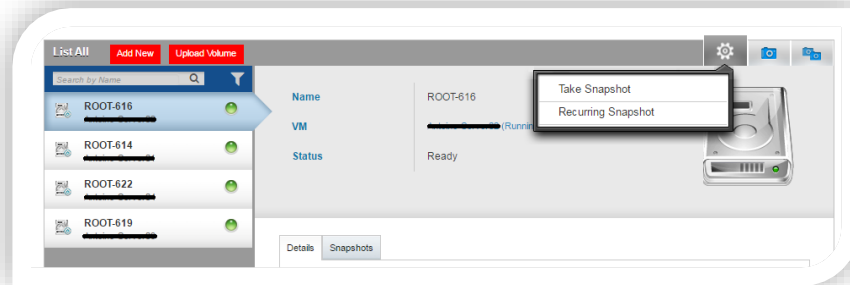 List All Add New Upload Volume
Search by Name
ROOT-616
ROOT-614
ROOT-622
ROOT-619
Name ROOT-616
VM
Status Ready
Take Snapshot
Recurring Snapshot
Details Snapshots